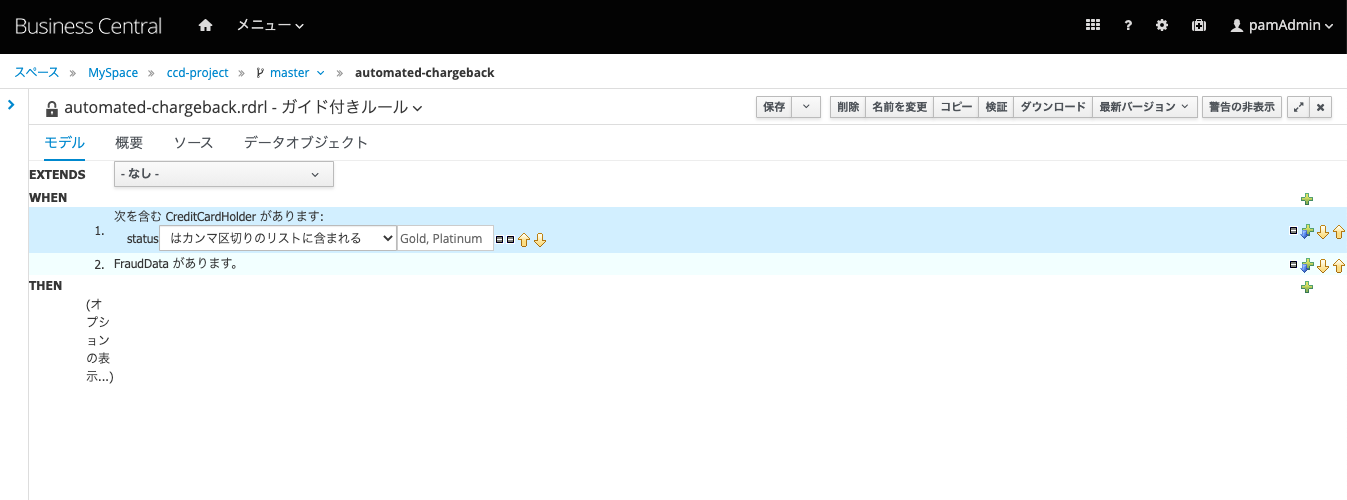 Business Central メニュー ? pamAdmin
スペース » MySpace » ccd-project » master » automated-chargeback
automated-chargeback.rdrl - ガイド付きルール 保存 削除 名前を変更 コピー 検証 ダウンロード 最新バージョン 警告の非表示
モデル 概要 ソース データオブジェクト
EXTENDS - なし -
WHEN
次を含む CreditCardHolder があります:
1.
status はカンマ区切りのリストに含まれる Gold, Platinum
2. FraudData があります。
THEN
(オ
プシ
ョン
の表
示...)